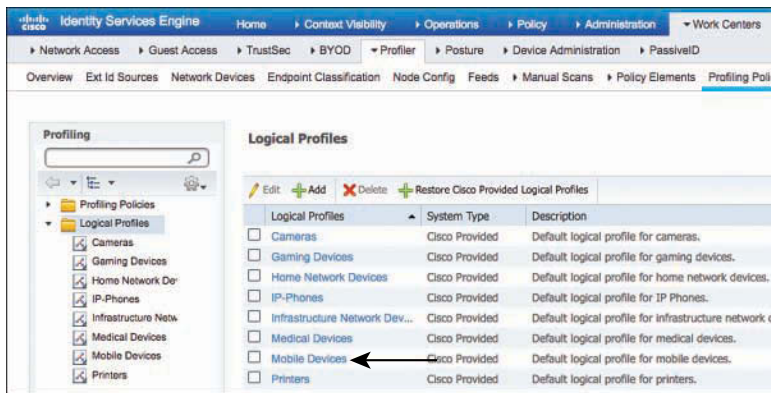 cisco Identity Services Engine Home Context Visibility Operations Policy Administration Work Centers
Network Access Guest Access TrustSec BYOD Profiler Posture Device Administration PassiveID
Overview Ext Id Sources Network Devices Endpoint Classification Node Config Feeds Manual Scans Policy Elements Profiling Poli
Profiling
Logical Profiles
Edit Add Delete Restore Cisco Provided Logical Profiles
Profiling Policies
Logical Profiles
Cameras
Gaming Devices
Home Network De
IP-Phones
Infrastructure Netw
Medical Devices
Mobile Devices
Printers
Logical Profiles System Type Description
Cameras Cisco Provided Default logical profile for cameras.
Gaming Devices Cisco Provided Default logical profile for gaming devices.
Home Network Devices Cisco Provided Default logical profile for home network devices.
IP-Phones Cisco Provided Default logical profile for IP Phones.
Infrastructure Network Dev... Cisco Provided Default logical profile for infrastructure network
Medical Devices Cisco Provided Default logical profile for medical devices.
Mobile Devices Cisco Provided Default logical profile for mobile devices.
Printers Cisco Provided Default logical profile for printers.